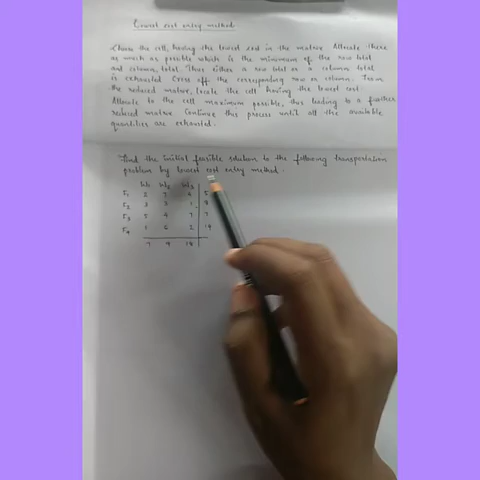 Lowest cost entry method
Choose the cell, having the lowest cost in the matrix. Allocate there
as much as possible which is the minimum of the row total
and column total. Thus either a row total or a column total
is exhausted. Cross off the corresponding row or column. From
the reduced matrix, locate the cell having the lowest cost.
Allocate to the cell maximum possible, thus leading to a further
reduced matrix. Continue this process until all the available
quantities are exhausted.
Find the initial feasible solution to the following transportation
problem by lowest cost entry method.
W1 W2 W3
F1 2 7 4 5
F2 3 3 1 8
F3 5 4 7 7
F4 1 6 2 14
7 9 18